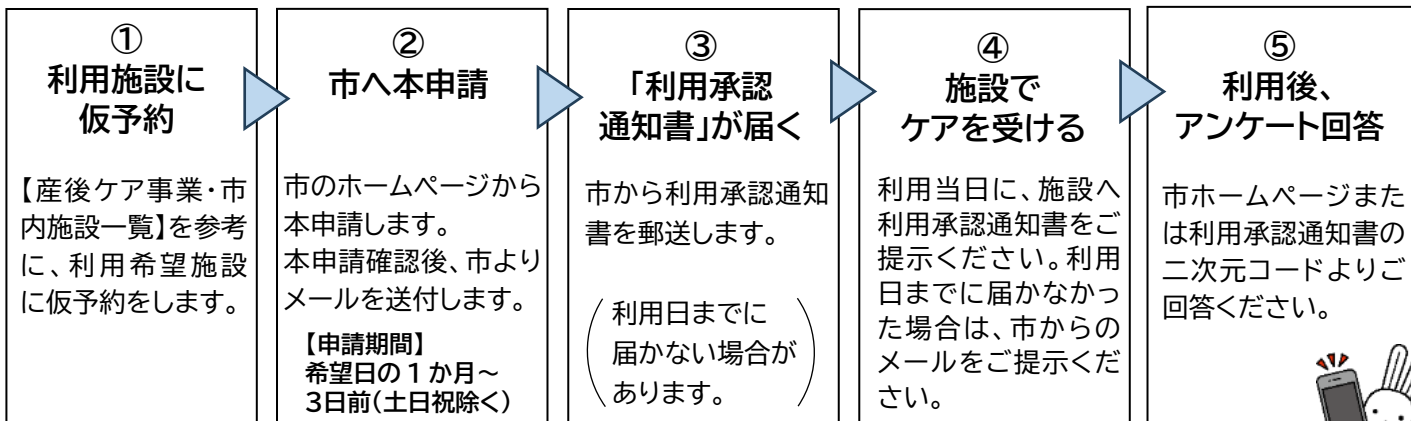 ①
利用施設に
仮予約
【産後ケア事業・市
内施設一覧】を参考
に、利用希望施設
に仮予約をします。
②
市へ本申請
市のホームページから
本申請します。
本申請確認後、市より
メールを送付します。
【申請期間】
希望日の1か月～
3日前(土日祝除く)
③
「利用承認
通知書」が届く
市から利用承認通知
書を郵送します。
(利用日までに
届かない場合が
あります。)
④
施設で
ケアを受ける
利用当日に、施設へ
利用承認通知書をご
提示ください。利用
日までに届かなかっ
た場合は、市からの
メールをご提示くだ
さい。
⑤
利用後、
アンケート回答
市ホームページまた
は利用承認通知書の
二次元コードよりご
回答ください。